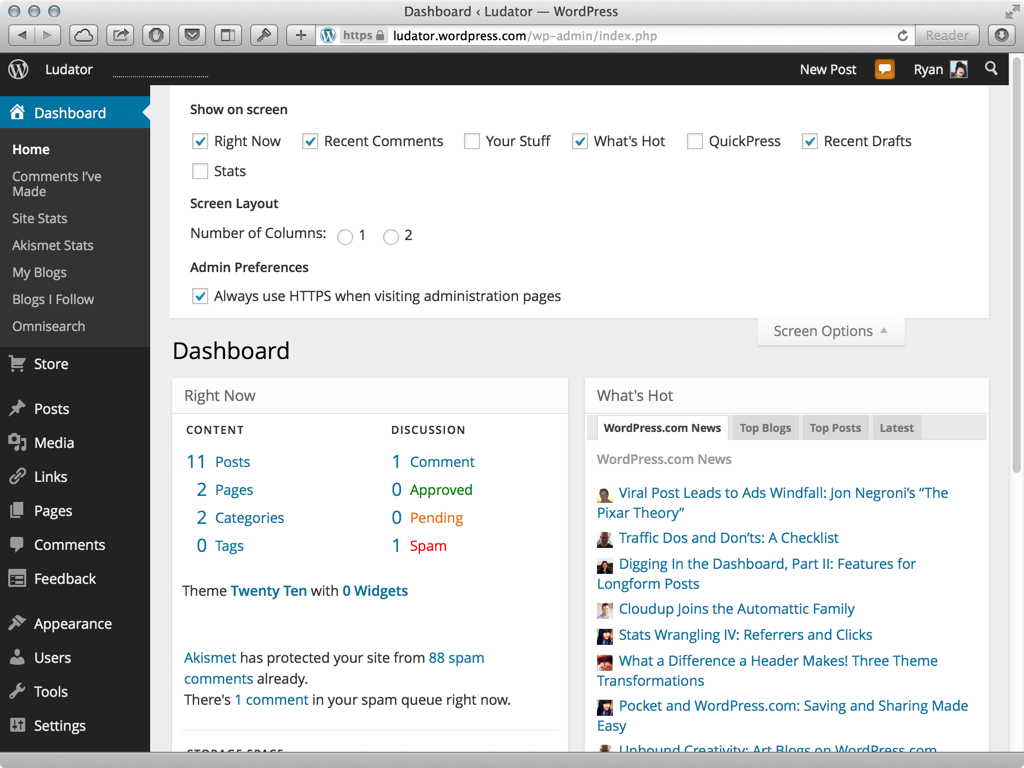 Dashboard ‹ Ludator — WordPress
https ludator.wordpress.com/wp-admin/index.php Reader
Ludator New Post Ryan
Dashboard
Home
Comments I've
Made
Site Stats
Akismet Stats
My Blogs
Blogs I Follow
Omnisearch
Store
Posts
Media
Links
Pages
Comments
Feedback
Appearance
Users
Tools
Settings
Show on screen
Right Now Recent Comments Your Stuff What's Hot QuickPress Recent Drafts
Stats
Screen Layout
Number of Columns: 1 2
Admin Preferences
Always use HTTPS when visiting administration pages
Screen Options
Dashboard
Right Now
CONTENT DISCUSSION
11 Posts 1 Comment
2 Pages 0 Approved
2 Categories 0 Pending
0 Tags 1 Spam
Theme Twenty Ten with 0 Widgets
Akismet has protected your site from 88 spam
comments already.
There's 1 comment in your spam queue right now.
STORAGE SPACE
What's Hot
WordPress.com News Top Blogs Top Posts Latest
WordPress.com News
Viral Post Leads to Ads Windfall: Jon Negroni's “The
Pixar Theory”
Traffic Dos and Don'ts: A Checklist
Digging In the Dashboard, Part II: Features for
Longform Posts
Cloudup Joins the Automattic Family
Stats Wrangling IV: Referrers and Clicks
What a Difference a Header Makes! Three Theme
Transformations
Pocket and WordPress.com: Saving and Sharing Made
Easy
Unbound Creativity: Art Blogs on WordPress.com